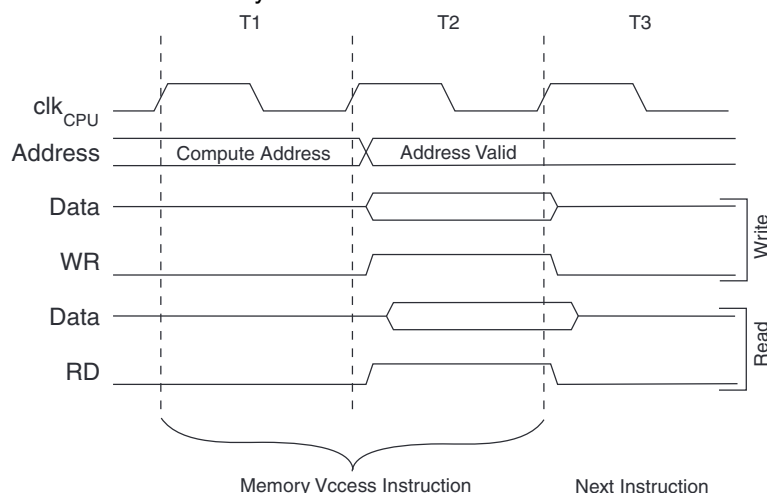 T1 T2 T3
clk CPU
Address Compute Address Address Valid
Data
WR
Write
Data
RD
Read
Memory Vccess Instruction Next Instruction